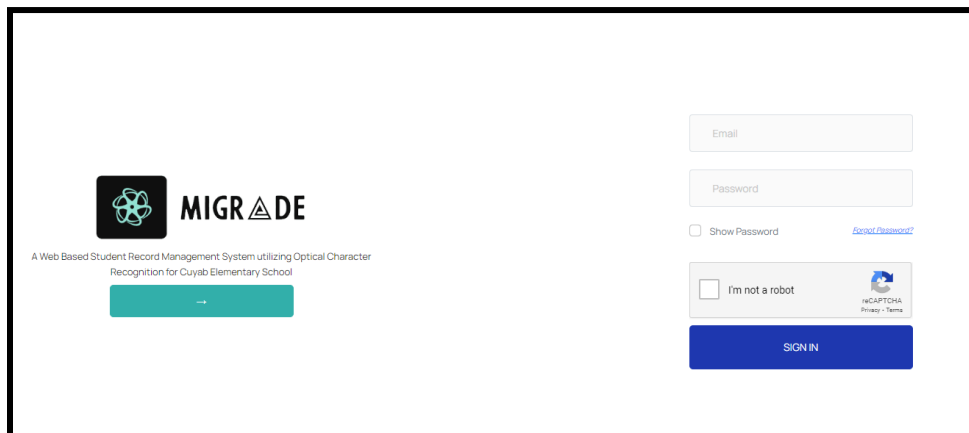 MIGRADE
A Web Based Student Record Management System utilizing Optical Character
Recognition for Cuyab Elementary School
→
Email
Password
Show Password
Forgot Password?
I'm not a robot
reCAPTCHA
Privacy - Terms
SIGN IN